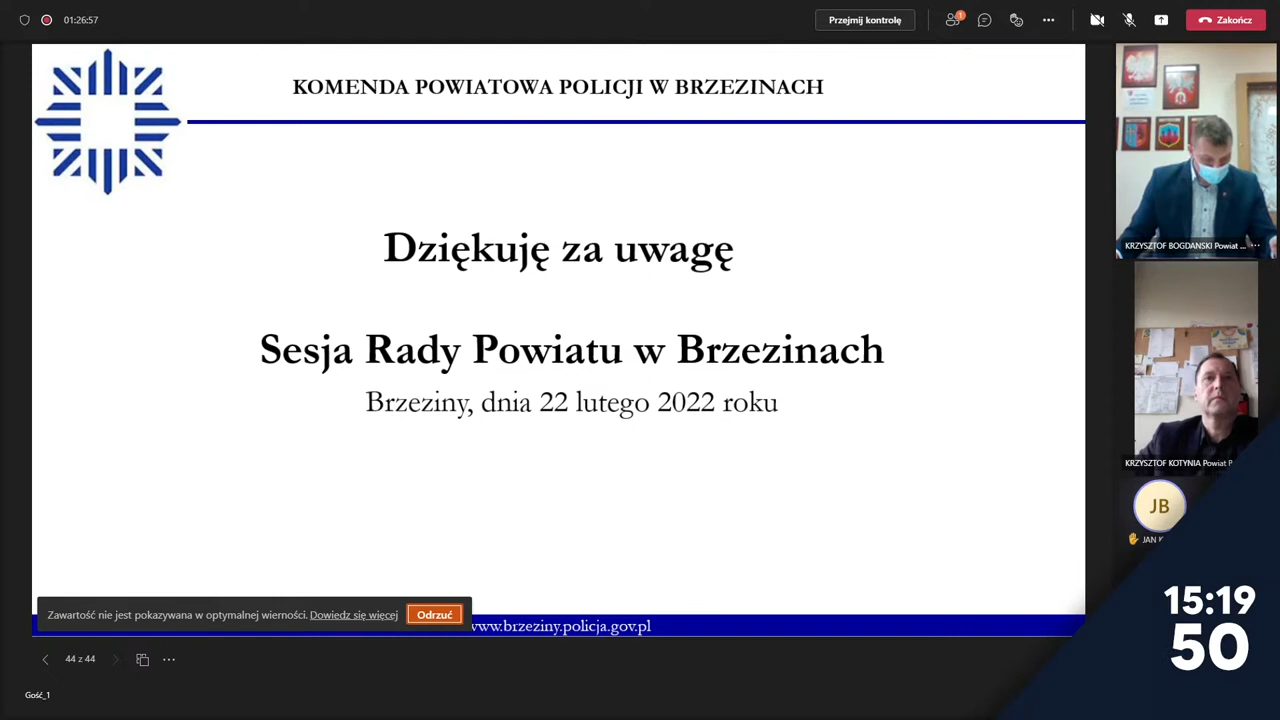 01:26:57
Przejmij kontrolę
1
Zakończ
KOMENDA POWIATOWA POLICJI W BRZEZINACH
Dziękuję za uwagę
Sesja Rady Powiatu w Brzezinach
Brzeziny, dnia 22 lutego 2022 roku
KRZYSZTOF BOGDANSKI Powiat ...
KRZYSZTOF KOTYNIA Powiat
JB
JAN
Zawartość nie jest pokazywana w optymalnej wierności. Dowiedz się więcej
Odrzuć
www.brzeziny.policja.gov.pl
44 z 44
Gość_1
15:19
50